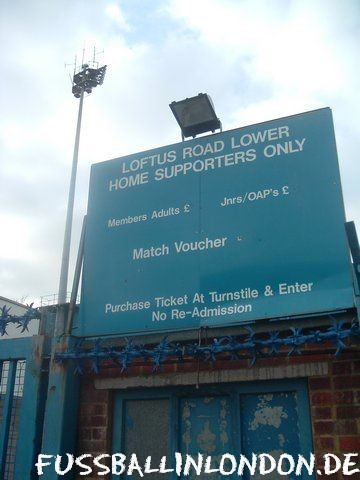 LOFTUS ROAD LOWER
HOME SUPPORTERS ONLY
Members Adults £ Jnrs/OAP's £
Match Voucher
Purchase Ticket At Turnstile & Enter
No Re-Admission
FUSSBALLINLONDON.DE